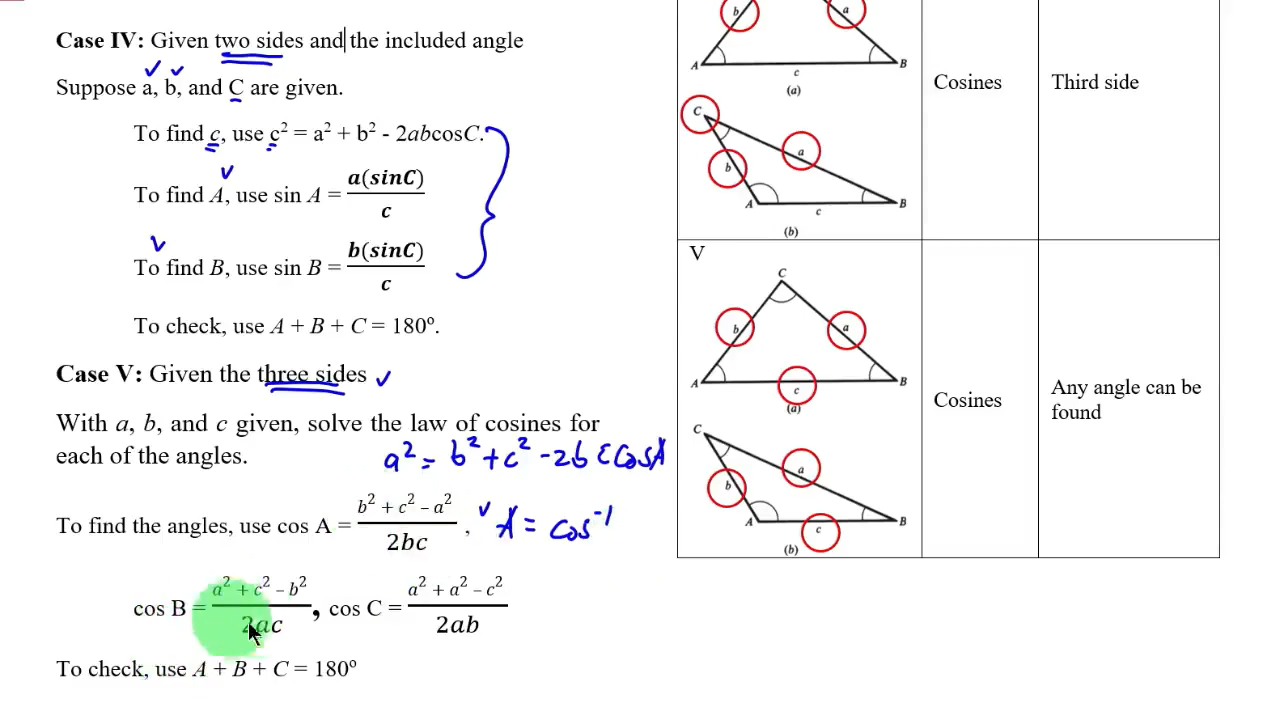 Case IV: Given two sides and the included angle
Suppose a, b, and C are given.
To find c, use c² = a² + b² - 2abcosC.
To find A, use sin A = a(sinC) / c
To find B, use sin B = b(sinC) / c
To check, use A + B + C = 180º.
Case V: Given the three sides
With a, b, and c given, solve the law of cosines for
each of the angles.
a² = b² + c² - 2bc cosA
To find the angles, use cos A = b² + c² – a² / 2bc , A = cos⁻¹
cos B = a² + c² – b² / 2ac , cos C = a² + a² – c² / 2ab
To check, use A + B + C = 180º
b a
A c B
(a)
C
b a
A c B
(b)
Cosines
Third side
V
C
b a
A c B
(a)
C
b a
A c B
(b)
Cosines
Any angle can be
found